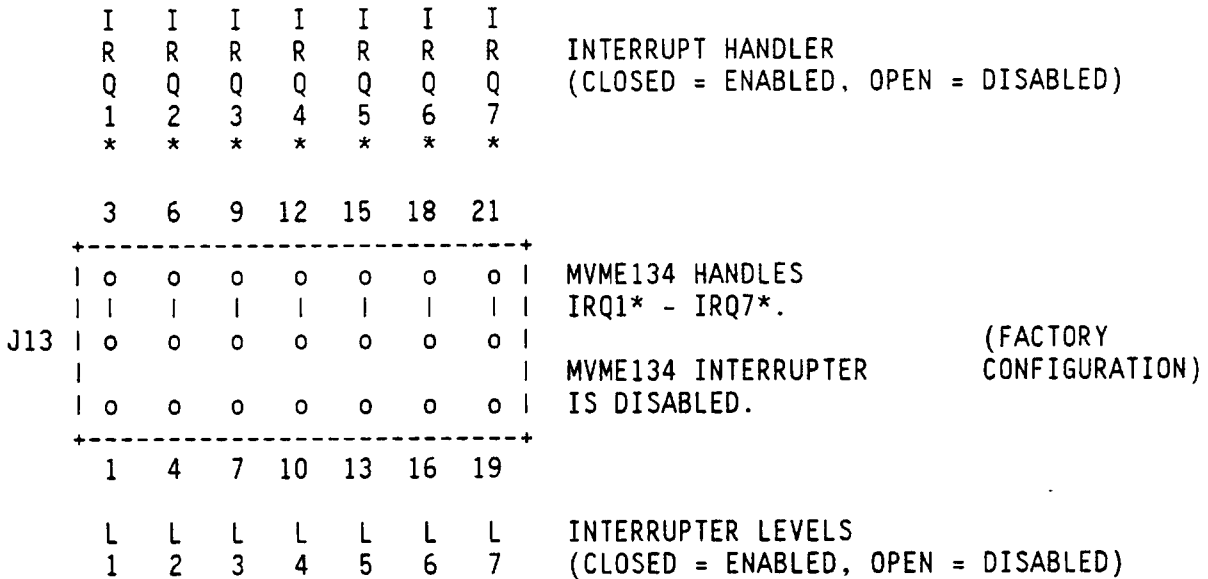 I I I I I I I
R R R R R R R INTERRUPT HANDLER
Q Q Q Q Q Q Q (CLOSED = ENABLED, OPEN = DISABLED)
1 2 3 4 5 6 7
* * * * * * *
3 6 9 12 15 18 21
+----------------------------+
| o o o o o o o | MVME134 HANDLES
| | | | | | | | | IRQ1* - IRQ7*.
J13 | o o o o o o o | (FACTORY
| | MVME134 INTERRUPTER CONFIGURATION)
| o o o o o o o | IS DISABLED.
+----------------------------+
1 4 7 10 13 16 19
L L L L L L L INTERRUPTER LEVELS
1 2 3 4 5 6 7 (CLOSED = ENABLED, OPEN = DISABLED)